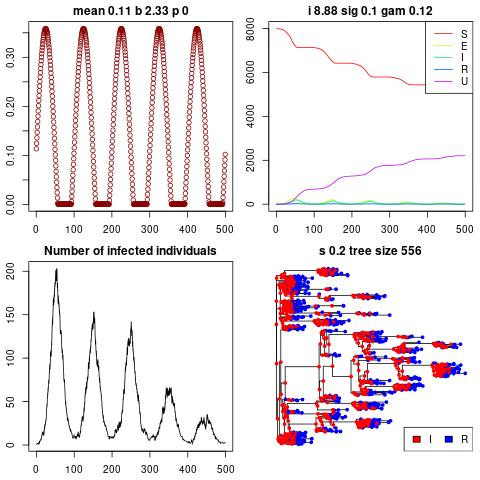 mean 0.11 b 2.33 p 0
0.30
0.20
0.10
0.00
0 100 200 300 400 500
i 8.88 sig 0.1 gam 0.12
8000
6000
4000
2000
0
0 100 200 300 400 500
S
E
I
R
U
Number of infected individuals
200
150
100
50
0
0 100 200 300 400 500
s 0.2 tree size 556
I R